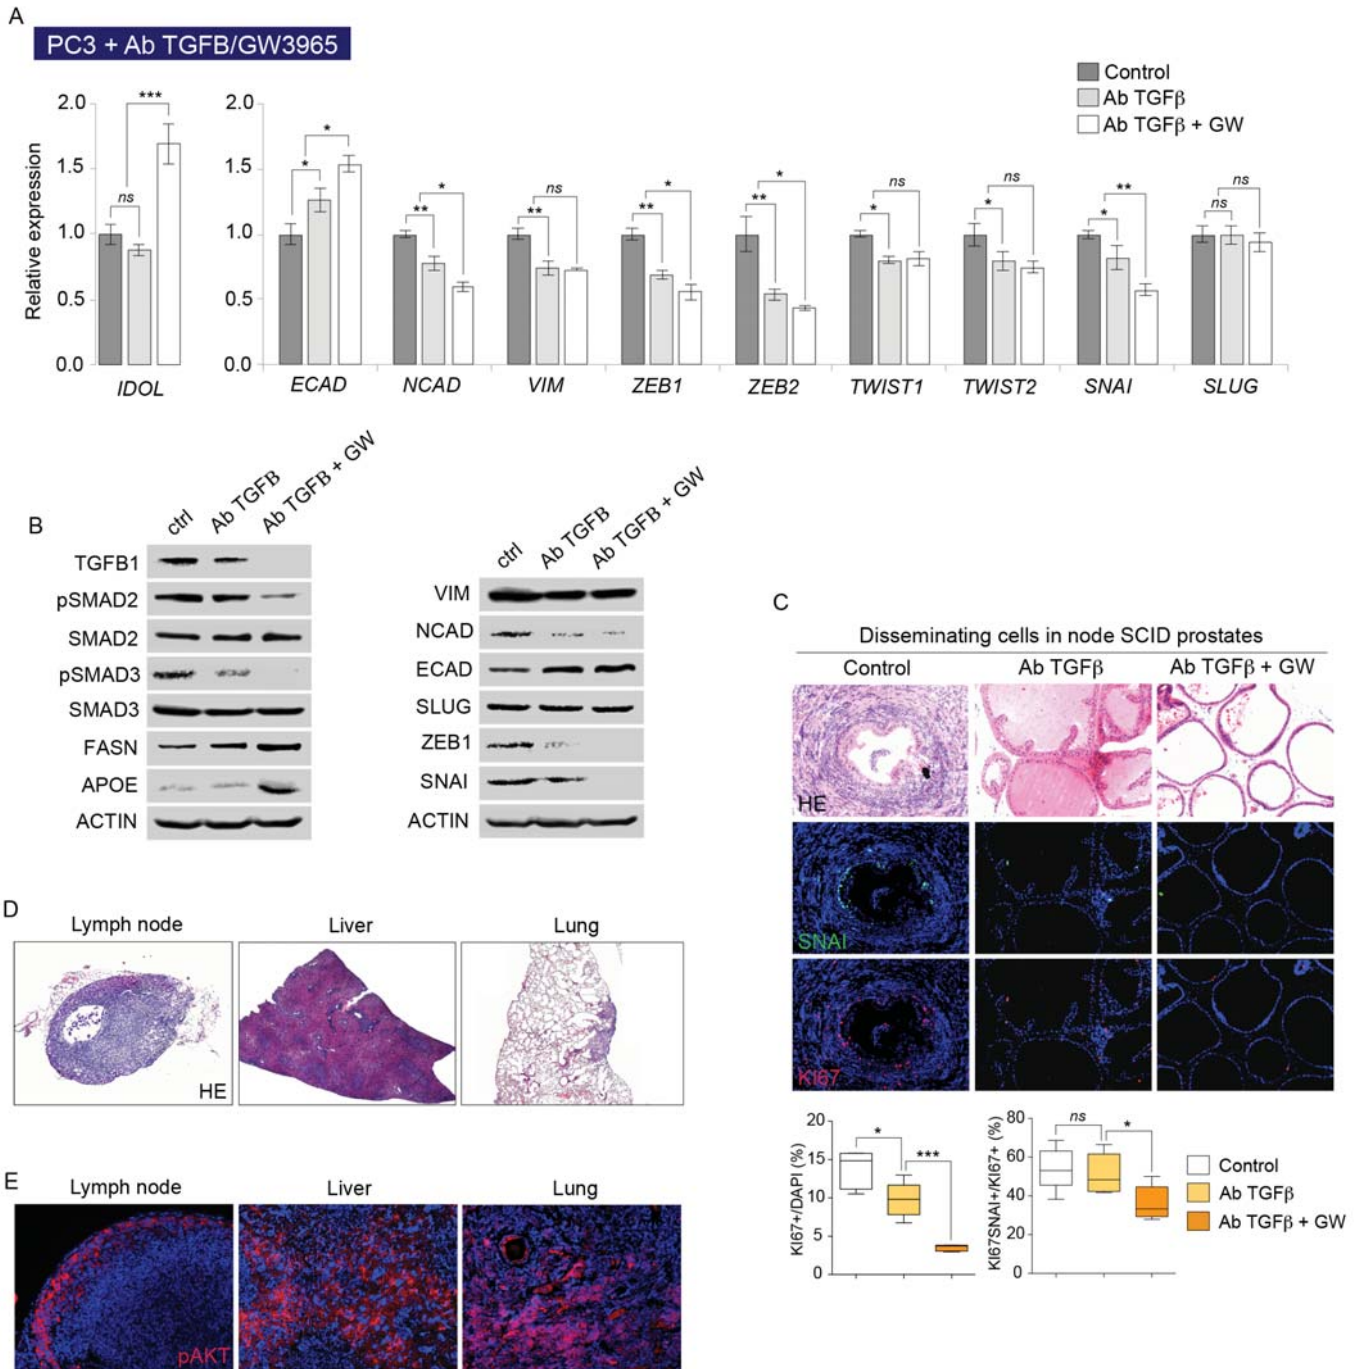 A
PC3 + Ab TGFB/GW3965
Control
Ab TGFβ
Ab TGFβ + GW
Relative expression
2.0
1.5
1.0
0.5
0.0
ns
***
IDOL
2.0
1.5
1.0
0.5
0.0
* *
** *
** ns
** *
** *
* ns
* ns
* **
ns ns
ECAD NCAD VIM ZEB1 ZEB2 TWIST1 TWIST2 SNAI SLUG
B
ctrl Ab TGFβ Ab TGFβ + GW
TGFB1
pSMAD2
SMAD2
pSMAD3
SMAD3
FASN
APOE
ACTIN
ctrl Ab TGFβ Ab TGFβ + GW
VIM
NCAD
ECAD
SLUG
ZEB1
SNAI
ACTIN
C
Disseminating cells in node SCID prostates
Control Ab TGFβ Ab TGFβ + GW
HE
SNAI
KI67
KI67+/DAPI (%)
20
15
10
5
0
* ***
KI67SNAI+/KI67+ (%)
80
60
40
20
0
ns *
Control
Ab TGFβ
Ab TGFβ + GW
D
Lymph node Liver Lung
HE
E
Lymph node Liver Lung
pAKT